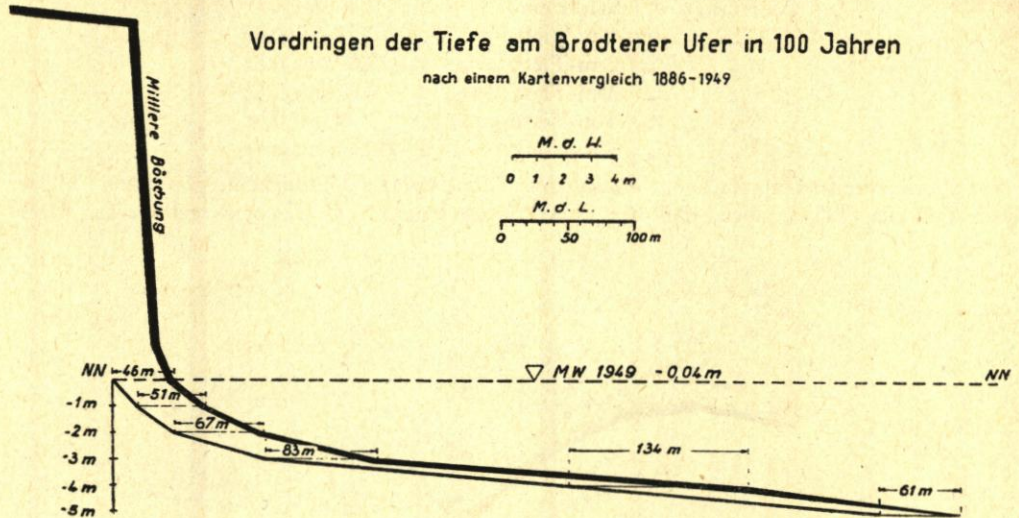 Vordringen der Tiefe am Brodtener Ufer in 100 Jahren
nach einem Kartenvergleich 1886-1949
Mittlere Böschung
M. d. H.
0 1 2 3 4 m
M. d. L.
0 50 100 m
NN 46 m MW 1949 -0,04 m NN
-1 m 51 m
-2 m 67 m
-3 m 83 m 134 m
-4 m 61 m
-5 m